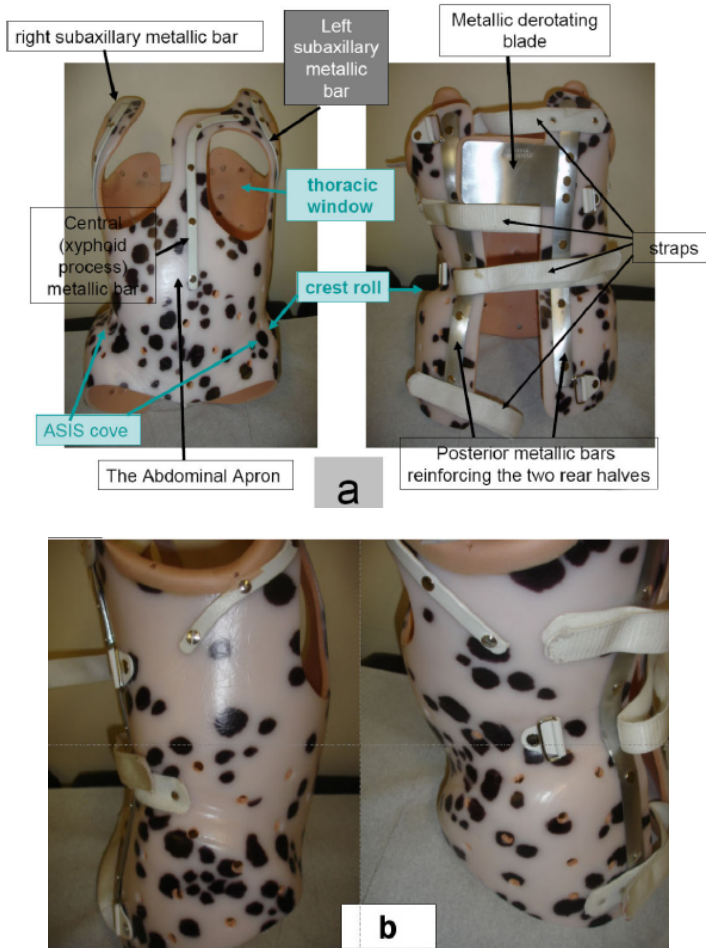 right subaxillary metallic bar
Left
subaxillary
metallic
bar
Metallic derotating
blade
thoracic
window
Central
(xyphoid
process)
metallic bar
straps
crest roll
ASIS cove
The Abdominal Apron
Posterior metallic bars
reinforcing the two rear halves
a
b